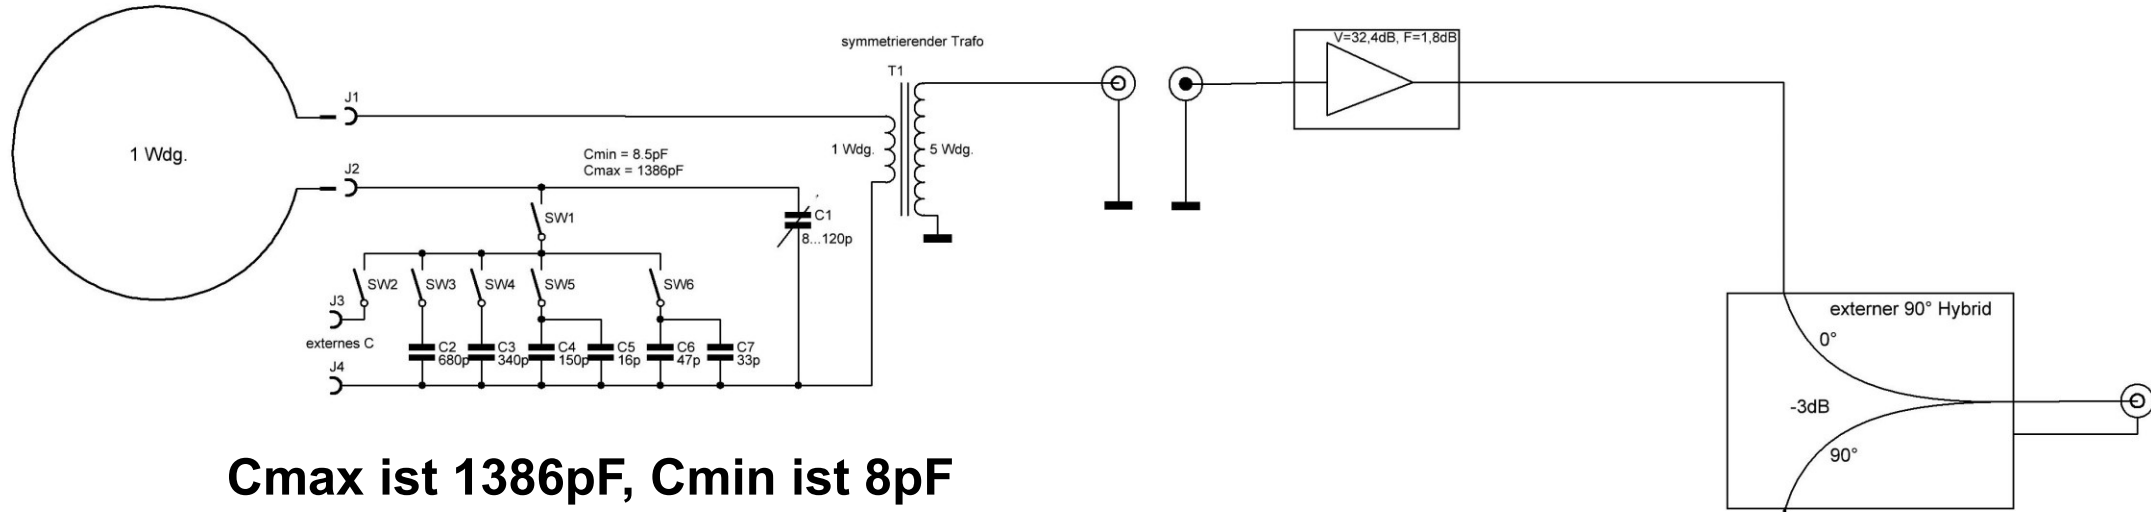 symmetrierender Trafo
V=32,4dB, F=1,8dB
T1
J1
1 Wdg.
1 Wdg.
5 Wdg.
Cmin = 8.5pF
Cmax = 1386pF
J2
SW1
C1
8...120p
SW2
SW3
SW4
SW5
SW6
J3
externes C
C2
680p
C3
340p
C4
150p
C5
16p
C6
47p
C7
33p
J4
externer 90° Hybrid
0°
-3dB
90°
Cmax ist 1386pF, Cmin ist 8pF